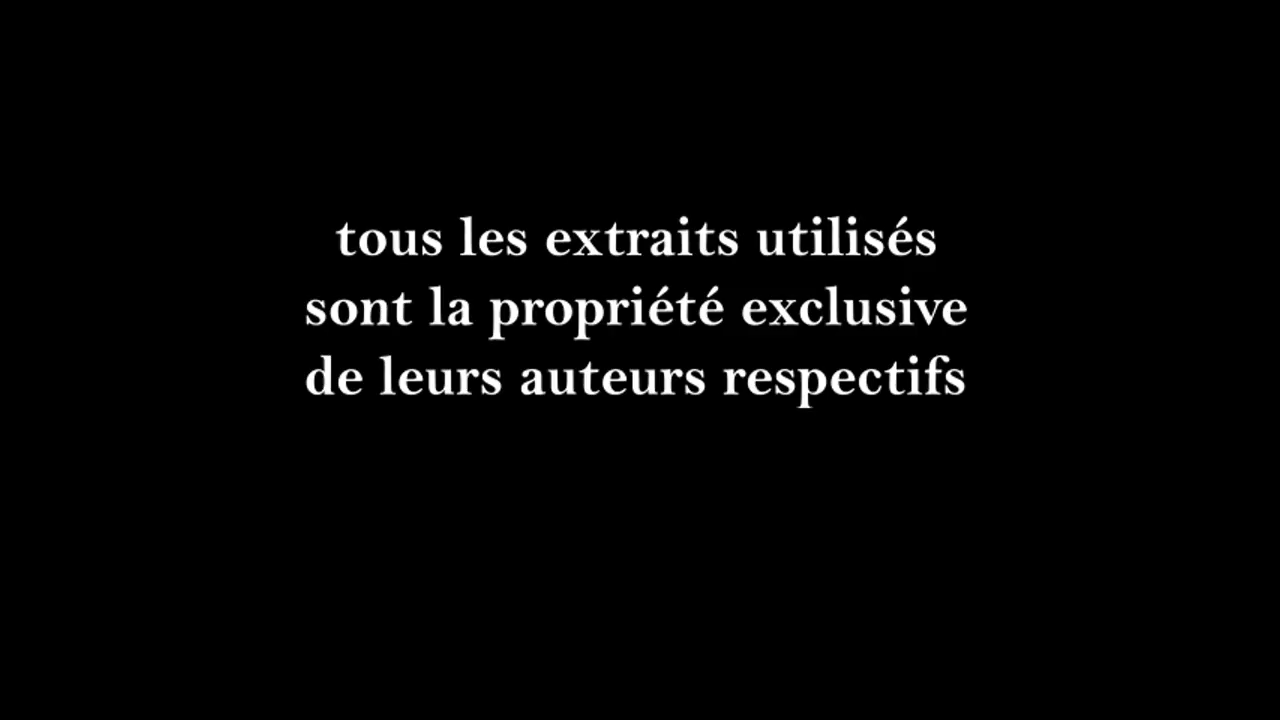 tous les extraits utilisés
sont la propriété exclusive
de leurs auteurs respectifs